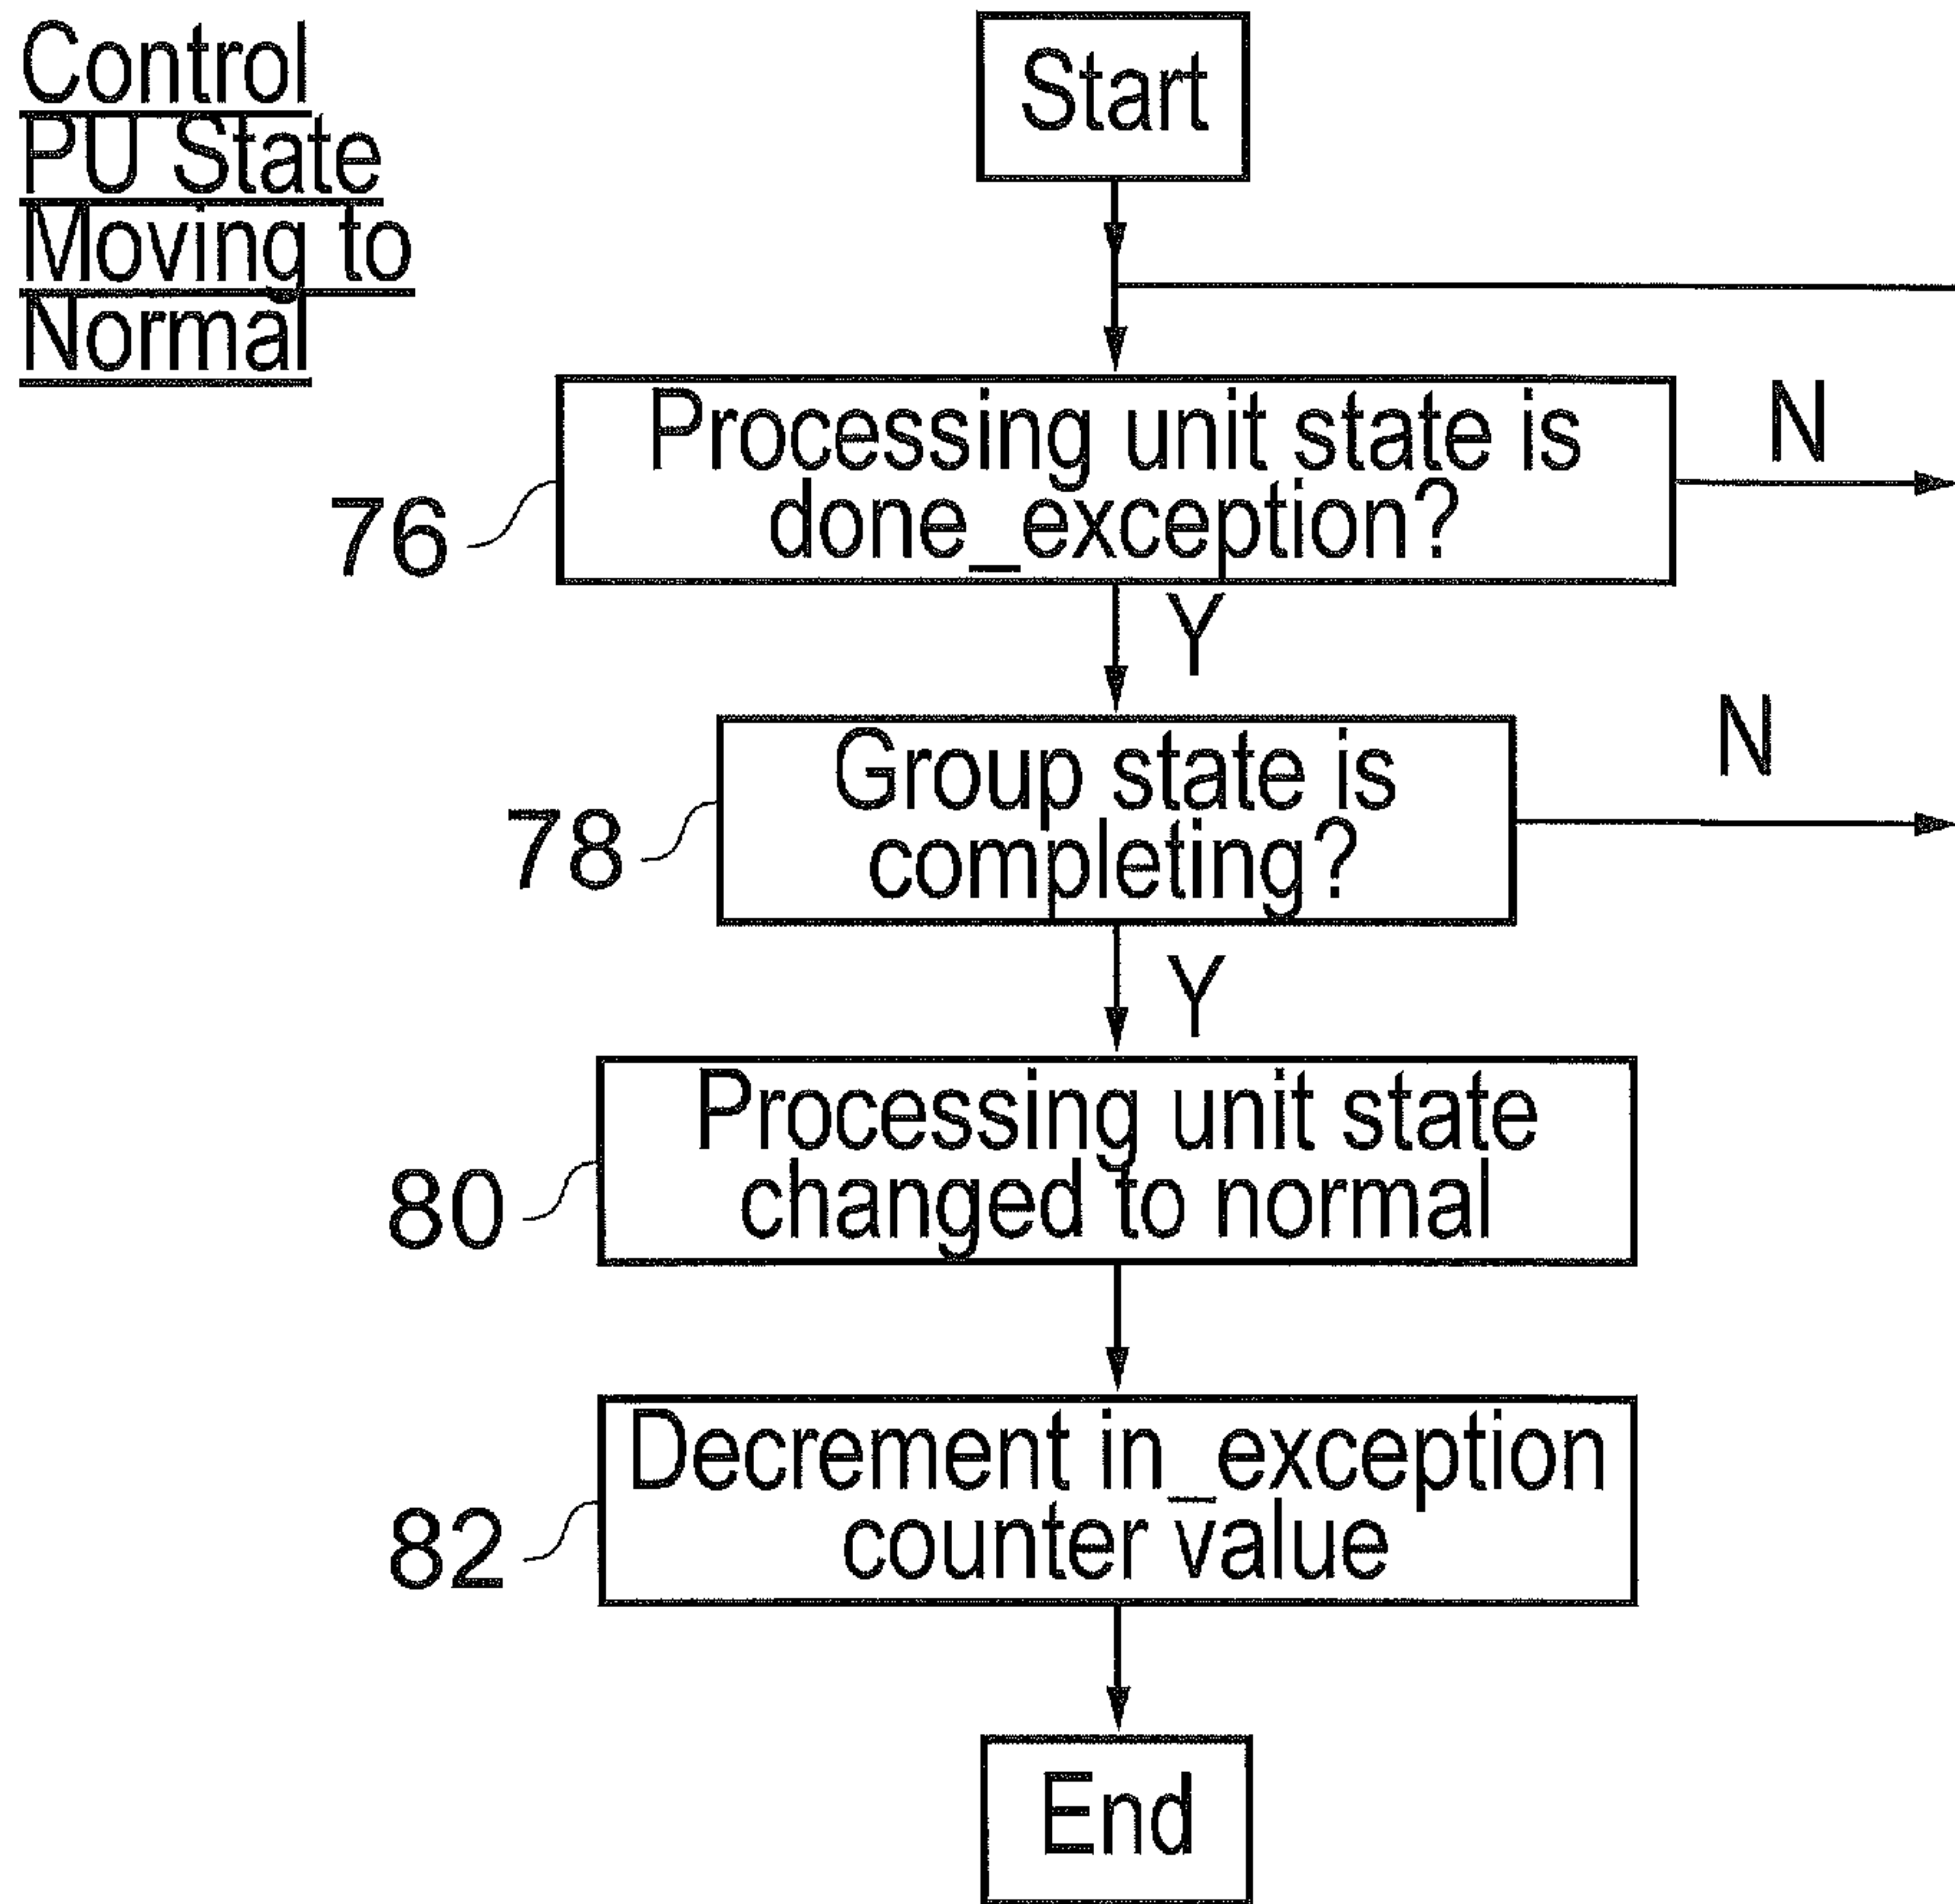 Control
PU State
Moving to
Normal
Start
Processing unit state is
done_exception?
N
76
Y
Group state is
completing?
N
78
Y
Processing unit state
changed to normal
80
Decrement in_exception
counter value
82
End